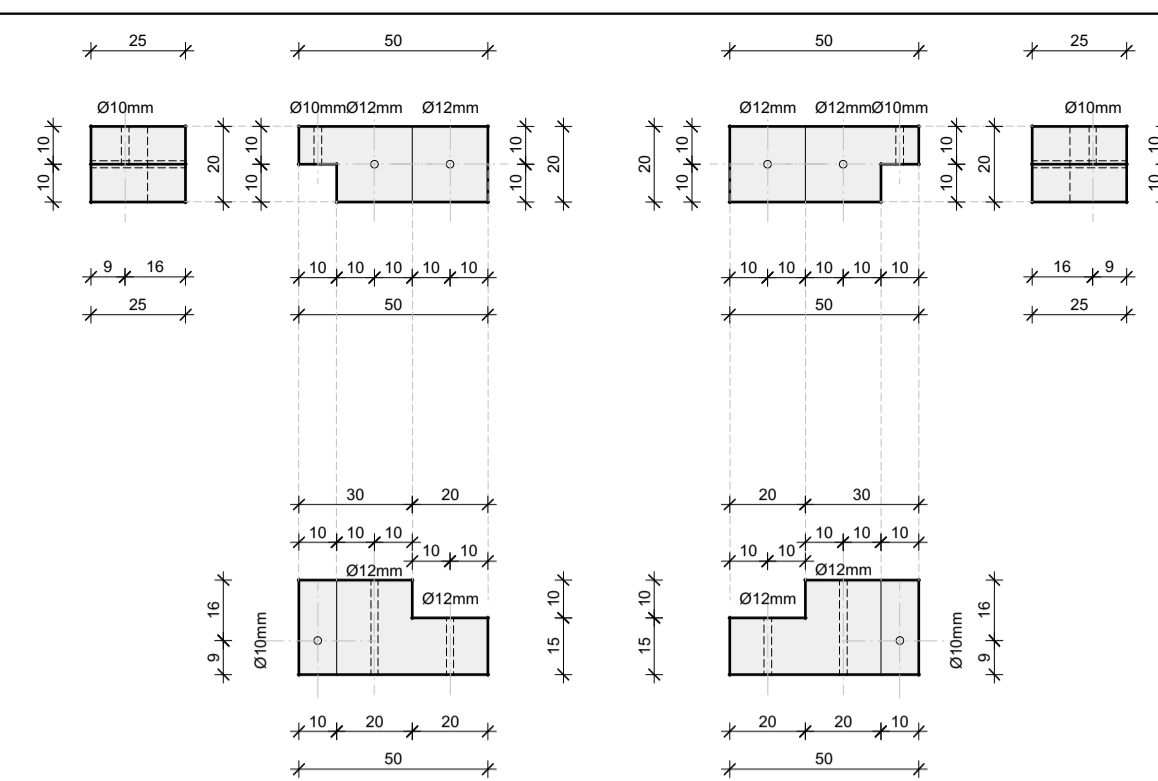 25 50 50 25
Ø10mm Ø10mm Ø12mm Ø12mm Ø12mm Ø12mm Ø10mm Ø10mm
10 20 10 10 20 20 10 10 20 10
10 10 10 10 10 10
9 16 10 10 10 10 10 10 10 10 10 10 16 9
25 50 50 25
30 20 20 30
10 10 10 10 10 10
10 10 10 10
Ø12mm Ø12mm
Ø12mm Ø12mm
16 10 10 16
Ø10mm 15 15 Ø10mm
9 9
10 20 20 20 20 10
50 50